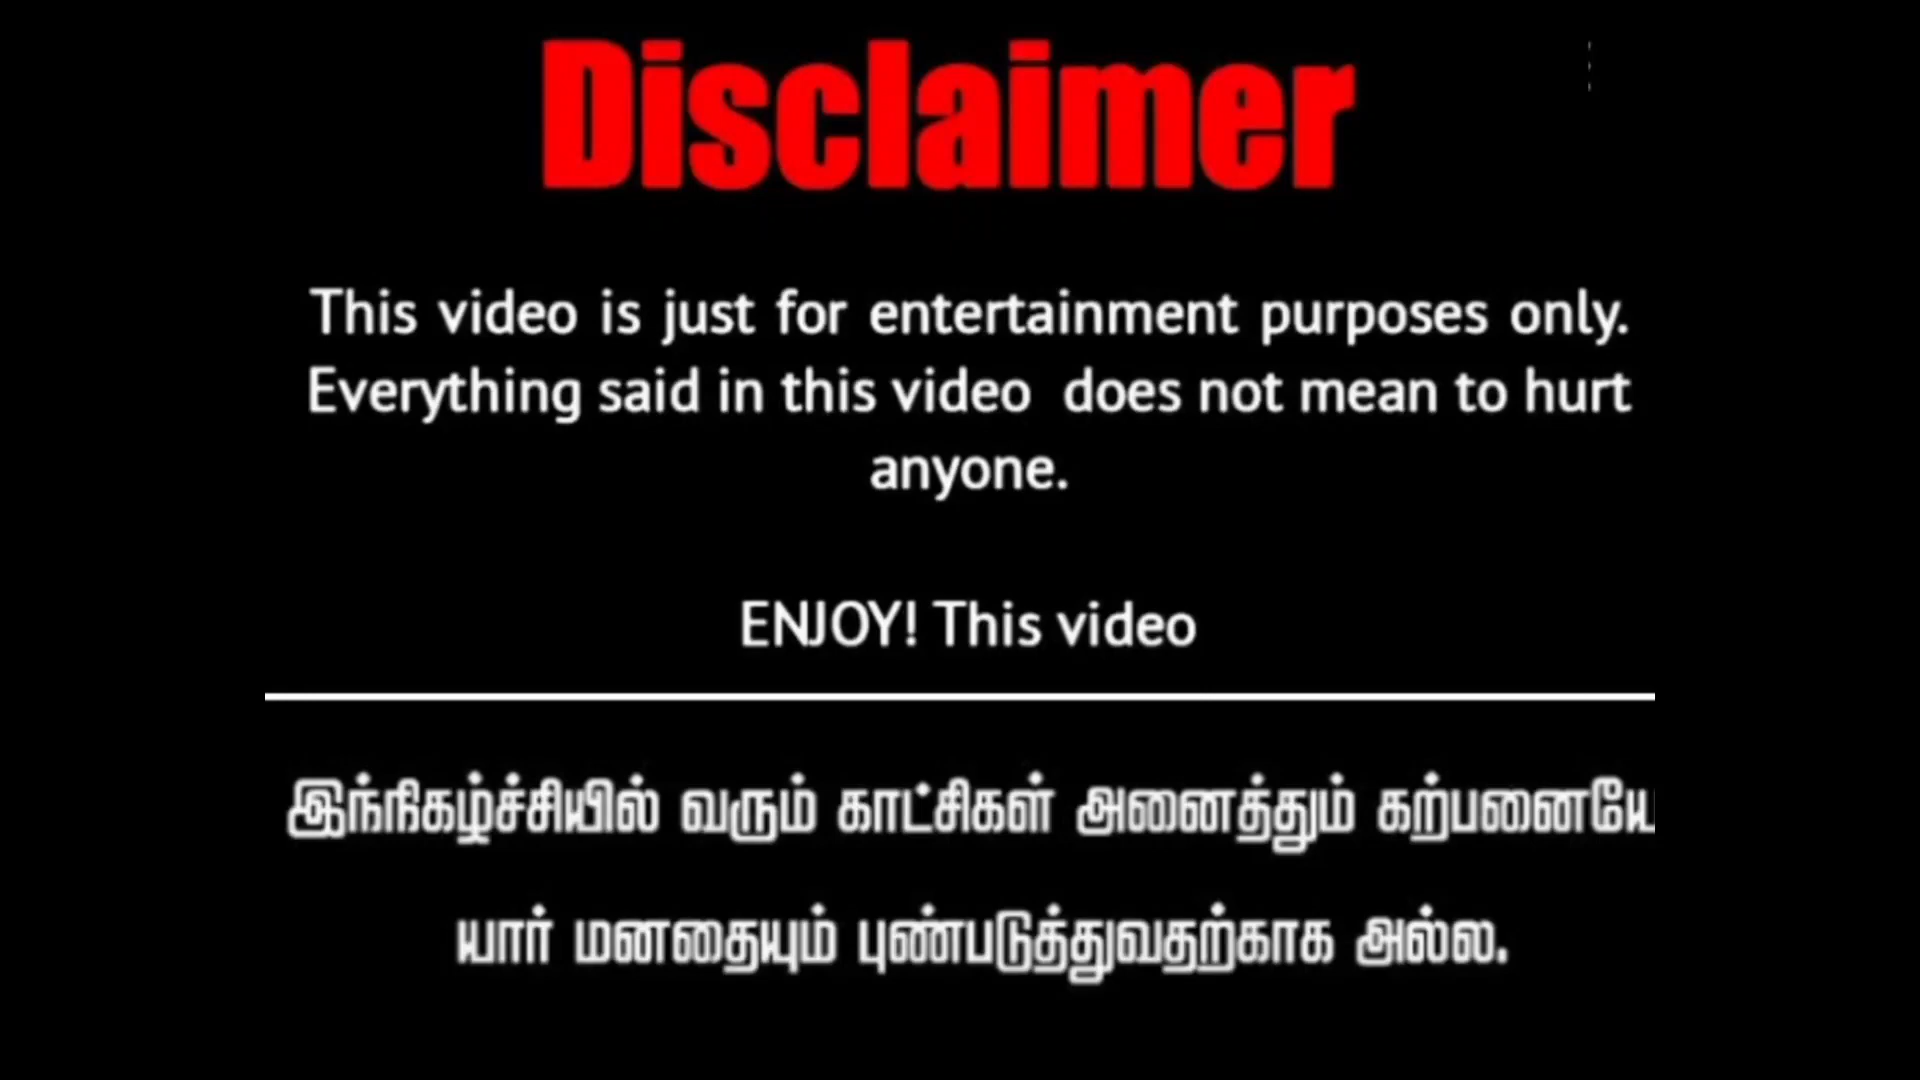 Disclaimer
This video is just for entertainment purposes only.
Everything said in this video does not mean to hurt
anyone.
ENJOY! This video
இந்நிகழ்ச்சியில் வரும் காட்சிகள் அனைத்தும் கற்பனையே
யார் மனதையும் புண்படுத்துவதற்காக அல்ல.